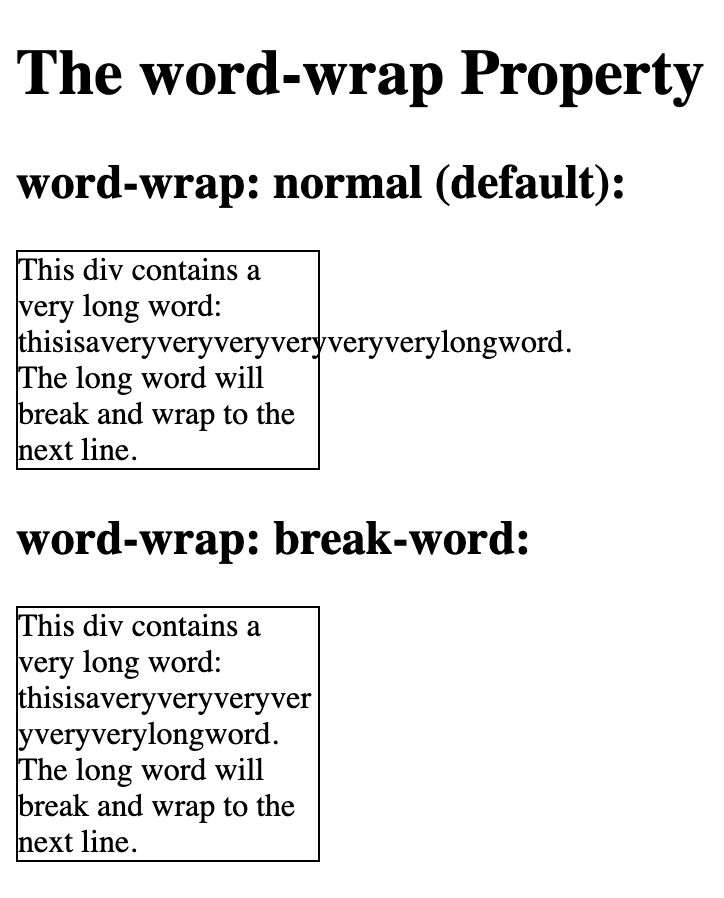 The word-wrap Property
word-wrap: normal (default):
This div contains a
very long word:
thisisaveryveryveryveryveryverylongword.
The long word will
break and wrap to the
next line.
word-wrap: break-word:
This div contains a
very long word:
thisisaveryveryveryver
yveryverylongword.
The long word will
break and wrap to the
next line.